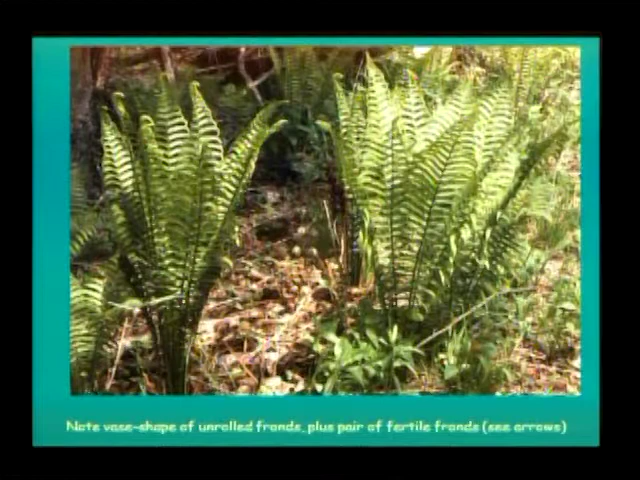 Note vase-shape of unrolled fronds, plus pair of fertile fronds (see arrows)